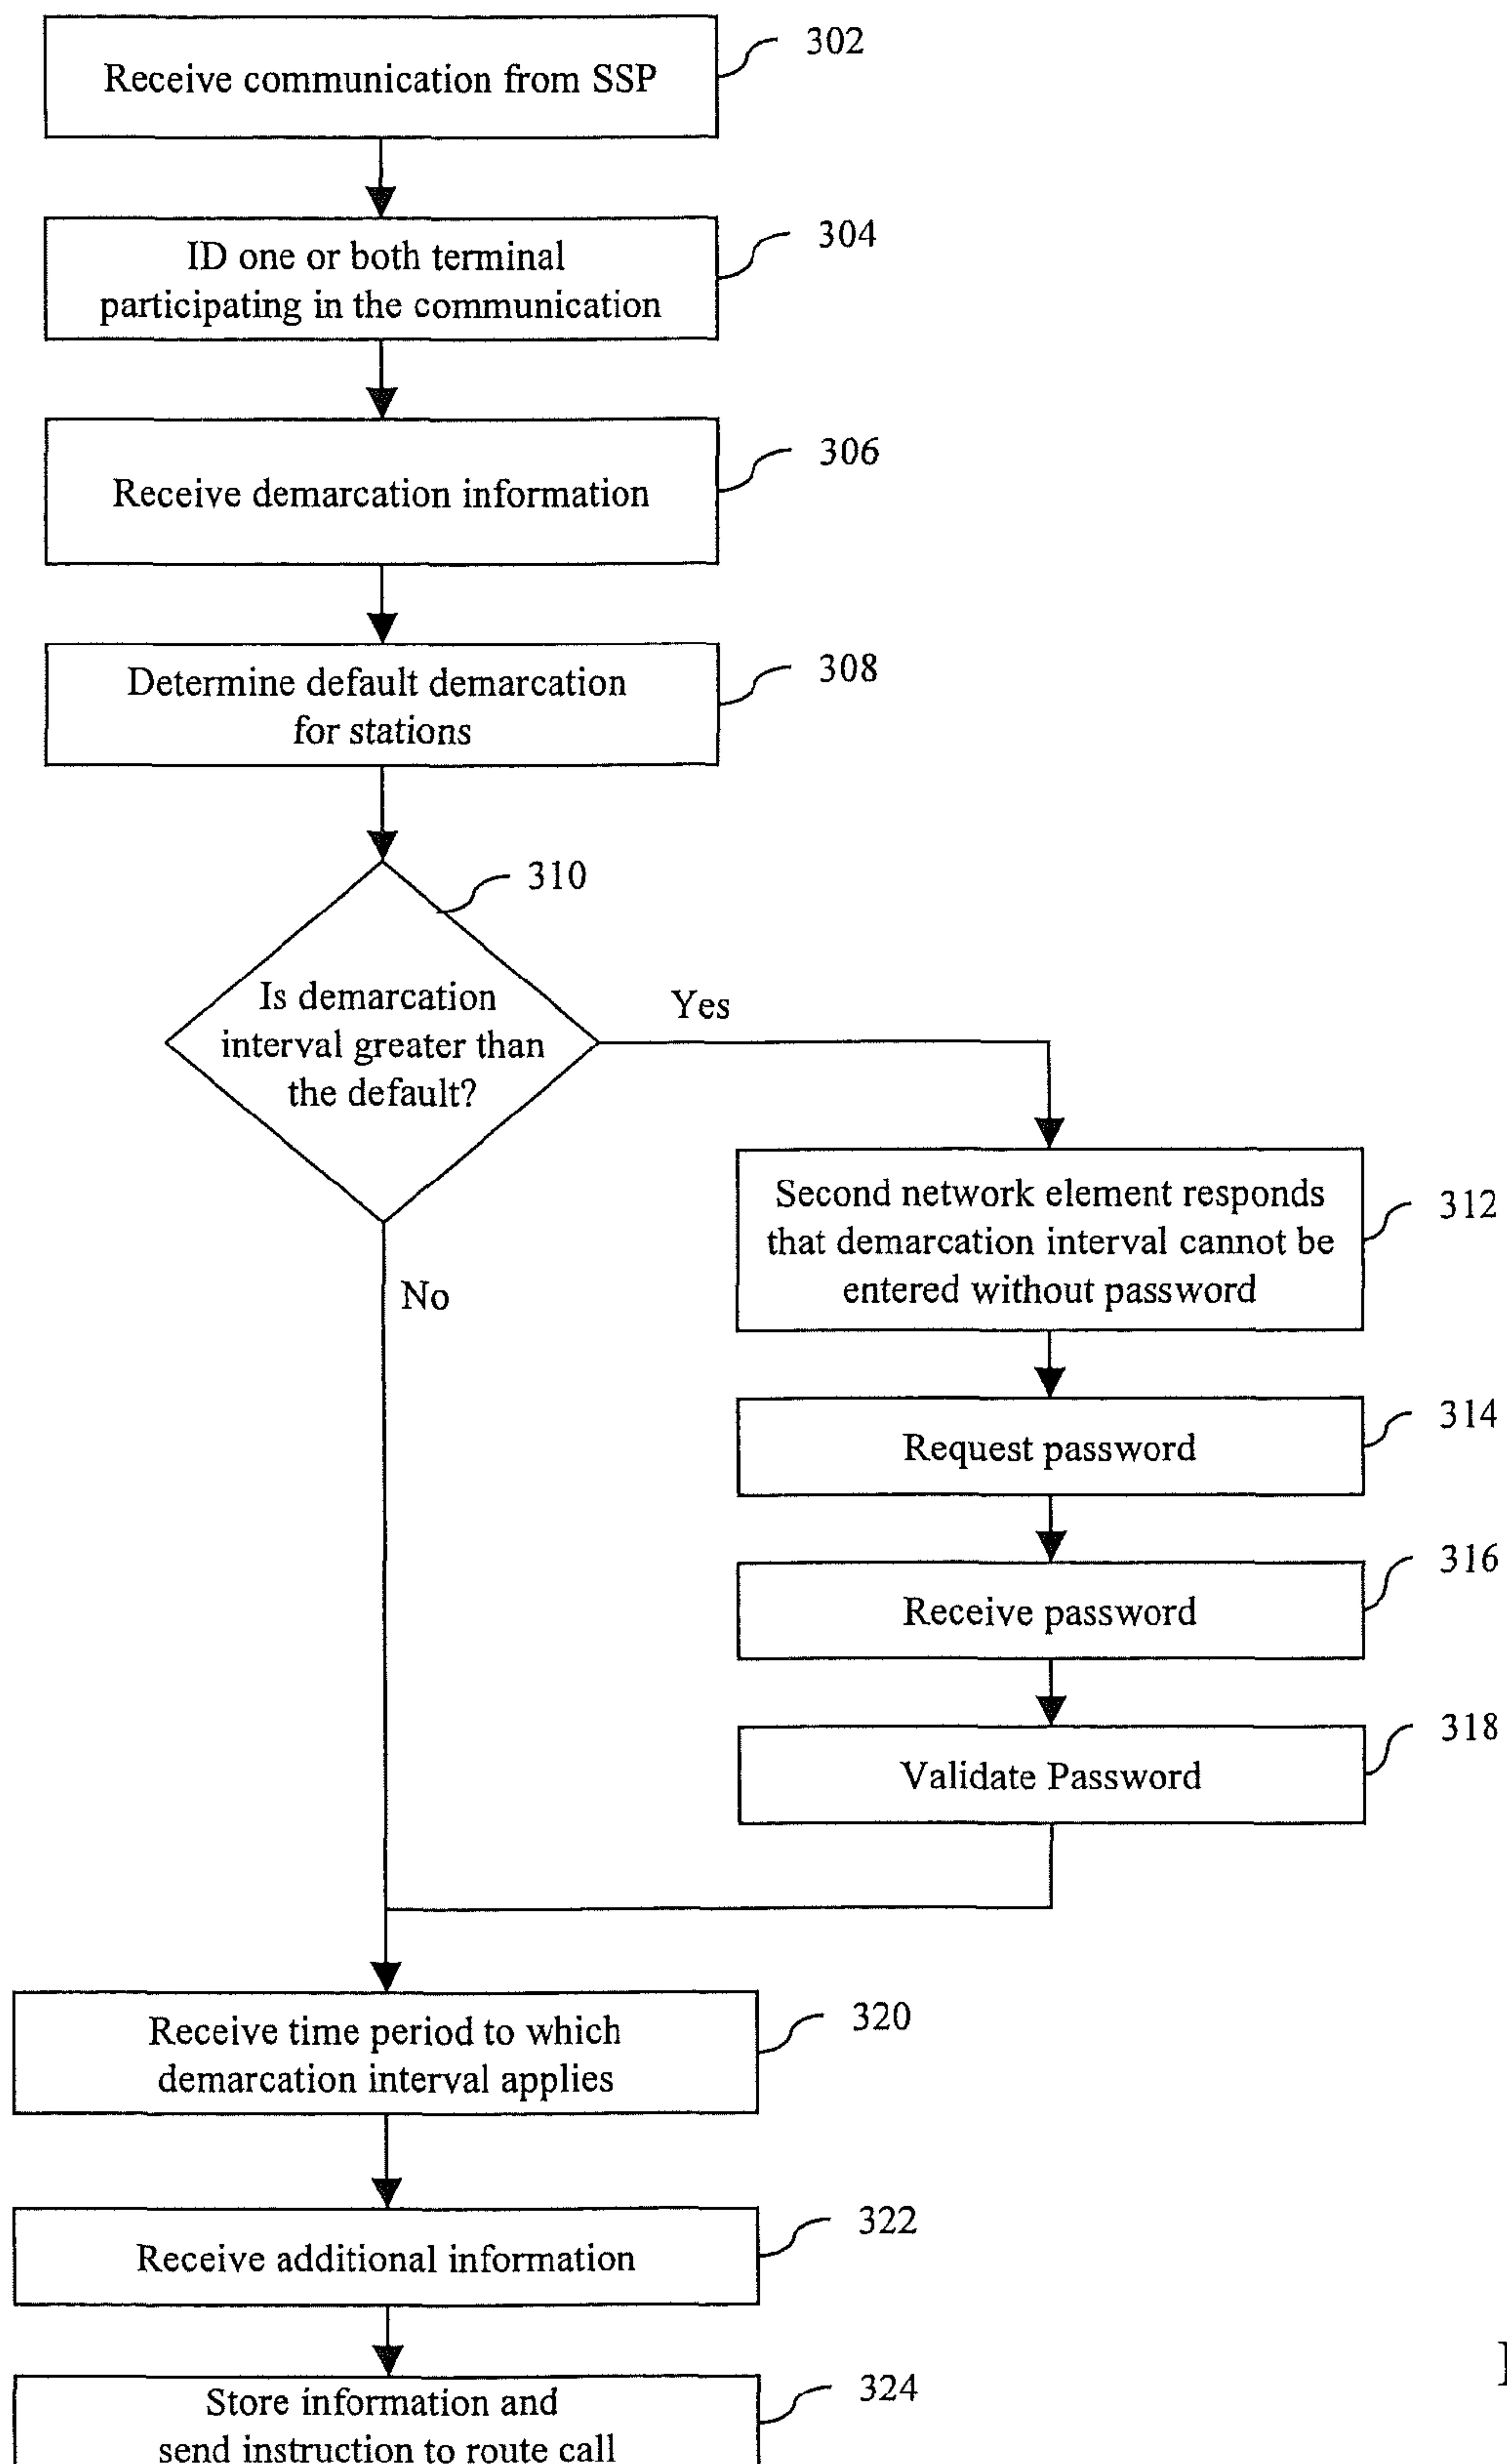 Receive communication from SSP
302
ID one or both terminal
participating in the communication
304
Receive demarcation information
306
Determine default demarcation
for stations
308
310
Is demarcation
interval greater than
the default?
Yes
No
Second network element responds
that demarcation interval cannot be
entered without password
312
Request password
314
Receive password
316
Validate Password
318
Receive time period to which
demarcation interval applies
320
Receive additional information
322
Store information and
send instruction to route call
324